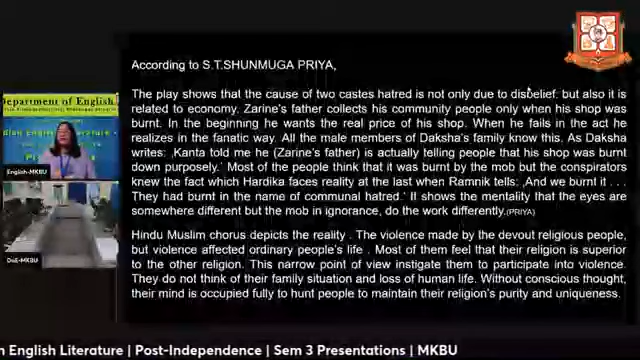 According to S.T.SHUNMUGA PRIYA,
The play shows that the cause of two castes hatred is not only due to disbelief. but also it is
related to economy. Zarine's father collects his community people only when his shop was
burnt. In the beginning he wants the real price of his shop. When he fails in the act he
realizes in the fanatic way. All the male members of Daksha's family know this. As Daksha
writes: ,Kanta told me he (Zarine's father) is actually telling people that his shop was burnt
down purposely.' Most of the people think that it was burnt by the mob but the conspirators
knew the fact which Hardika faces reality at the last when Ramnik tells: ,And we burnt it . . .
They had burnt in the name of communal hatred.' II shows the mentality that the eyes are
somewhere different but the mob in ignorance, do the work differently.(PRIYA)
Hindu Muslim chorus depicts the reality . The violence made by the devout religious people,
but violence affected ordinary people's life . Most of them feel that their religion is superior
to the other religion. This narrow point of view instigate them to participate into violence.
They do not think of their family situation and loss of human life. Without conscious thought,
their mind is occupied fully to hunt people to maintain their religion's purity and uniqueness.
Department of English
English-MKBU
DoE-MKBU
n English Literature | Post-Independence | Sem 3 Presentations | MKBU